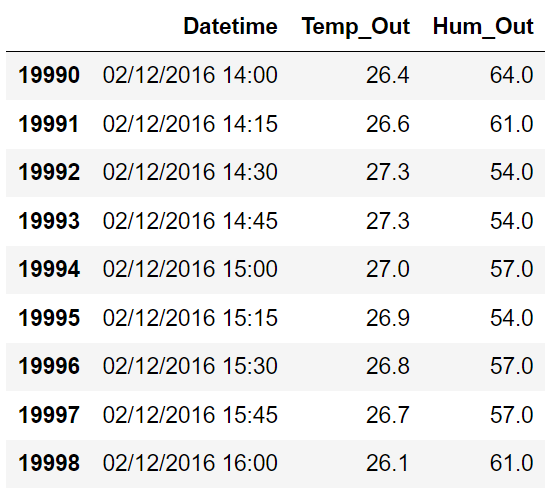 Datetime Temp_Out Hum_Out
19990 02/12/2016 14:00 26.4 64.0
19991 02/12/2016 14:15 26.6 61.0
19992 02/12/2016 14:30 27.3 54.0
19993 02/12/2016 14:45 27.3 54.0
19994 02/12/2016 15:00 27.0 57.0
19995 02/12/2016 15:15 26.9 54.0
19996 02/12/2016 15:30 26.8 57.0
19997 02/12/2016 15:45 26.7 57.0
19998 02/12/2016 16:00 26.1 61.0